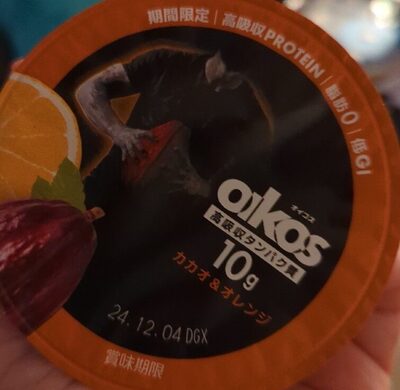 期間限定 | 高吸収PROTEIN | 脂肪0 | 低GI
オイコス
oikos
高吸収タンパク質
10g
カカオ&オレンジ
24.12.04 DGX
賞味期限